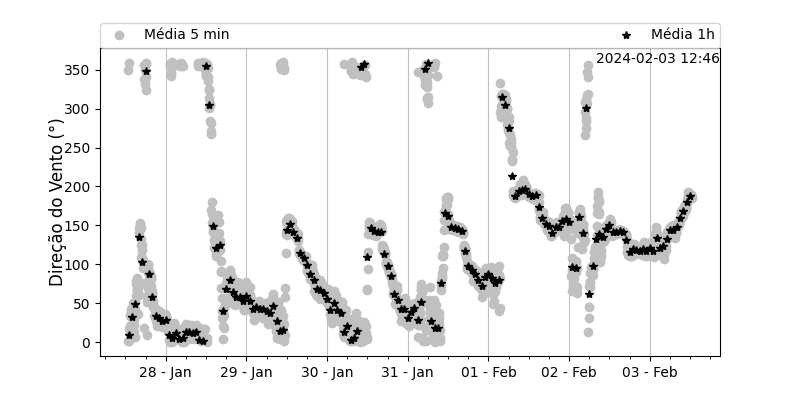 Média 5 min
Média 1h
2024-02-03 12:46
Direção do Vento (°)
350
300
250
200
150
100
50
0
28 - Jan
29 - Jan
30 - Jan
31 - Jan
01 - Feb
02 - Feb
03 - Feb